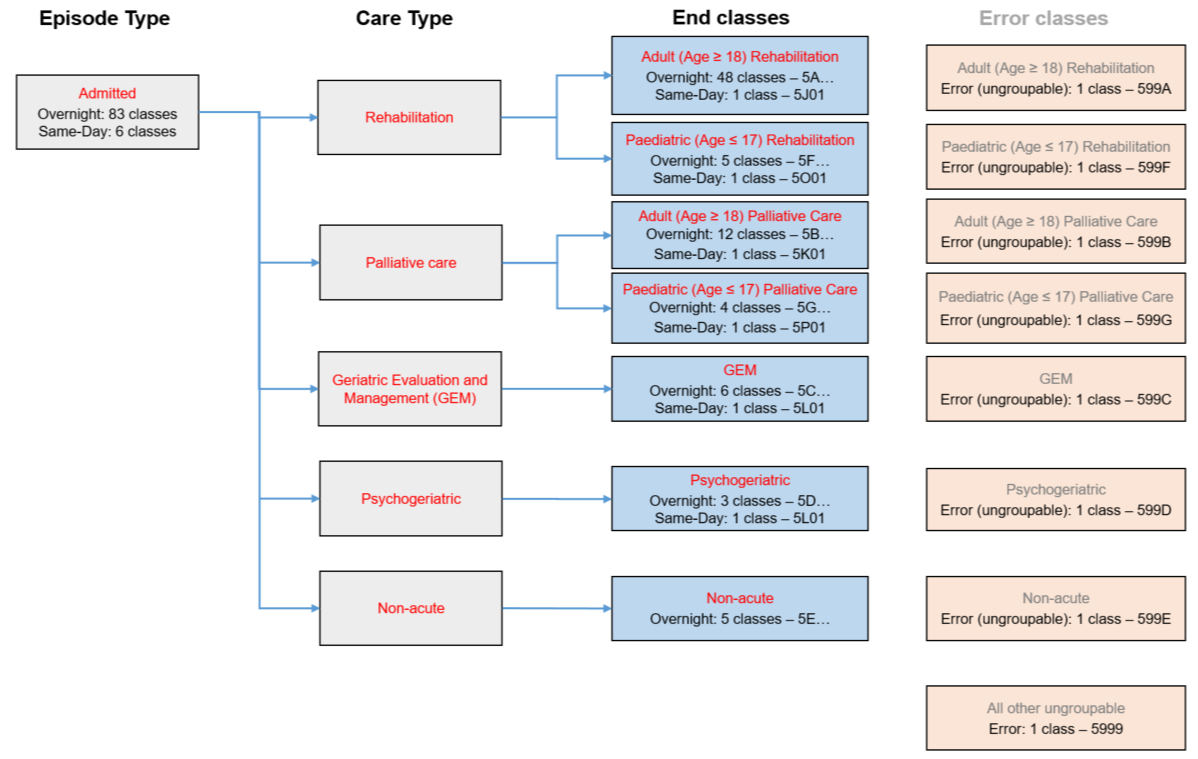 Episode Type
Care Type
End classes
Error classes
Admitted
Overnight: 83 classes
Same-Day: 6 classes
Rehabilitation
Adult (Age ≥ 18) Rehabilitation
Overnight: 48 classes – 5A…
Same-Day: 1 class – 5J01
Adult (Age ≥ 18) Rehabilitation
Error (ungroupable): 1 class – 599A
Paediatric (Age ≤ 17) Rehabilitation
Overnight: 5 classes – 5F…
Same-Day: 1 class – 5O01
Paediatric (Age ≤ 17) Rehabilitation
Error (ungroupable): 1 class – 599F
Palliative care
Adult (Age ≥ 18) Palliative Care
Overnight: 12 classes – 5B…
Same-Day: 1 class – 5K01
Adult (Age ≥ 18) Palliative Care
Error (ungroupable): 1 class – 599B
Paediatric (Age ≤ 17) Palliative Care
Overnight: 4 classes – 5G…
Same-Day: 1 class – 5P01
Paediatric (Age ≤ 17) Palliative Care
Error (ungroupable): 1 class – 599G
Geriatric Evaluation and
Management (GEM)
GEM
Overnight: 6 classes – 5C…
Same-Day: 1 class – 5L01
GEM
Error (ungroupable): 1 class – 599C
Psychogeriatric
Psychogeriatric
Overnight: 3 classes – 5D…
Same-Day: 1 class – 5L01
Psychogeriatric
Error (ungroupable): 1 class – 599D
Non-acute
Non-acute
Overnight: 5 classes – 5E…
Non-acute
Error (ungroupable): 1 class – 599E
All other ungroupable
Error: 1 class – 5999